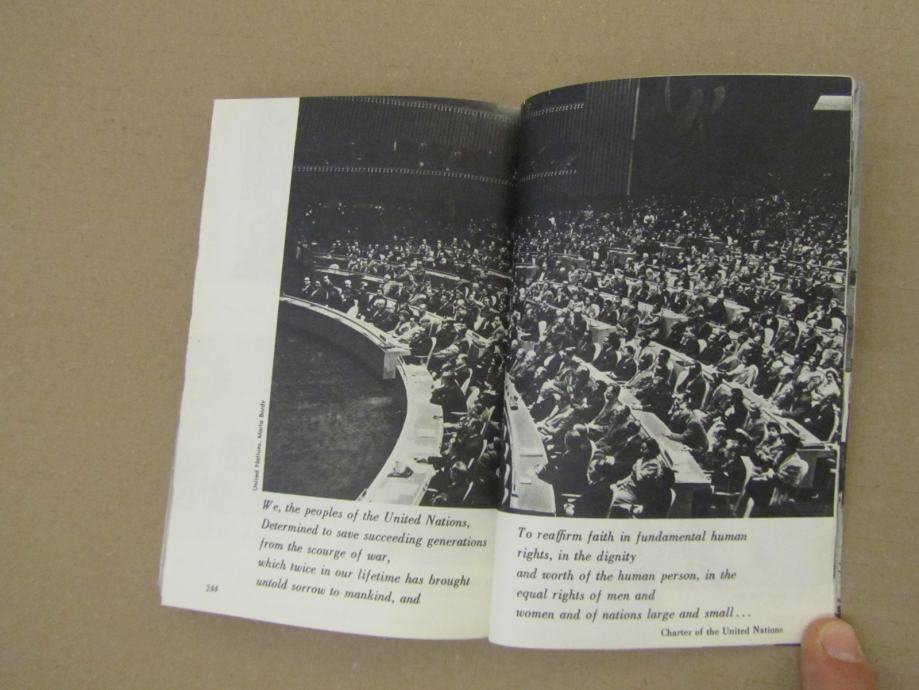 United Nations, Maria Bordy
We, the peoples of the United Nations,
Determined to save succeeding generations
from the scourge of war,
which twice in our lifetime has brought
untold sorrow to mankind, and
244
To reaffirm faith in fundamental human
rights, in the dignity
and worth of the human person, in the
equal rights of men and
women and of nations large and small...
Charter of the United Nations